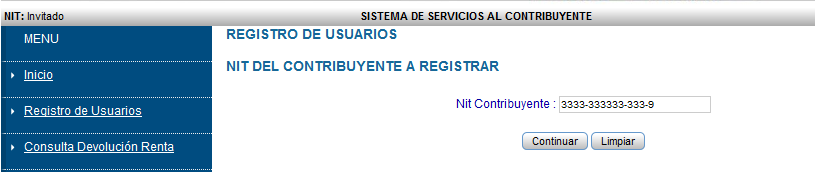 NIT: Invitado
SISTEMA DE SERVICIOS AL CONTRIBUYENTE
MENU
Inicio
Registro de Usuarios
Consulta Devolución Renta
REGISTRO DE USUARIOS
NIT DEL CONTRIBUYENTE A REGISTRAR
Nit Contribuyente : 3333-333333-333-9
Continuar Limpiar